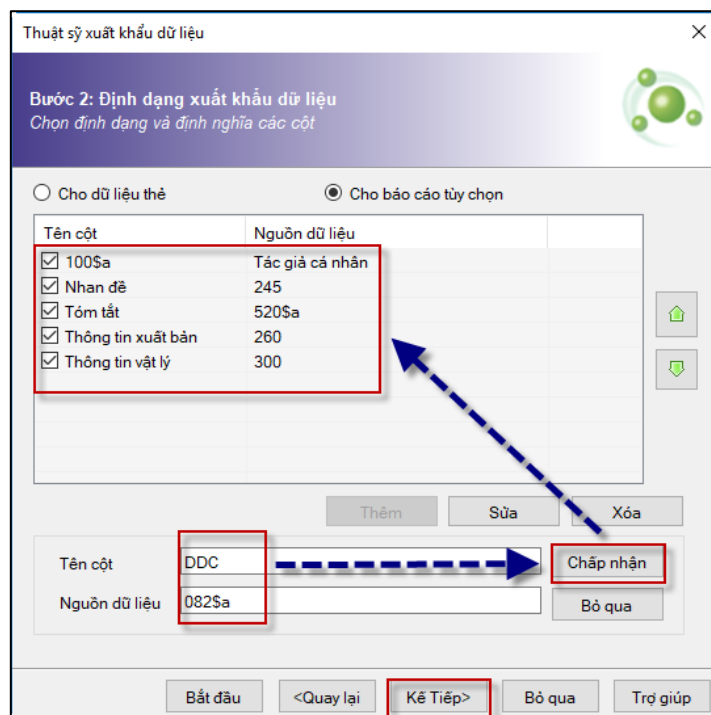 Thuật sỹ xuất khẩu dữ liệu
Bước 2: Định dạng xuất khẩu dữ liệu
Chọn định dạng và định nghĩa các cột
Cho dữ liệu thẻ Cho báo cáo tùy chọn
Tên cột Nguồn dữ liệu
100$a Tác giả cá nhân
Nhan đề 245
Tóm tắt 520$a
Thông tin xuất bản 260
Thông tin vật lý 300
Thêm Sửa Xóa
Tên cột DDC Chấp nhận
Nguồn dữ liệu 082$a Bỏ qua
Bắt đầu <Quay lại Kế Tiếp> Bỏ qua Trợ giúp